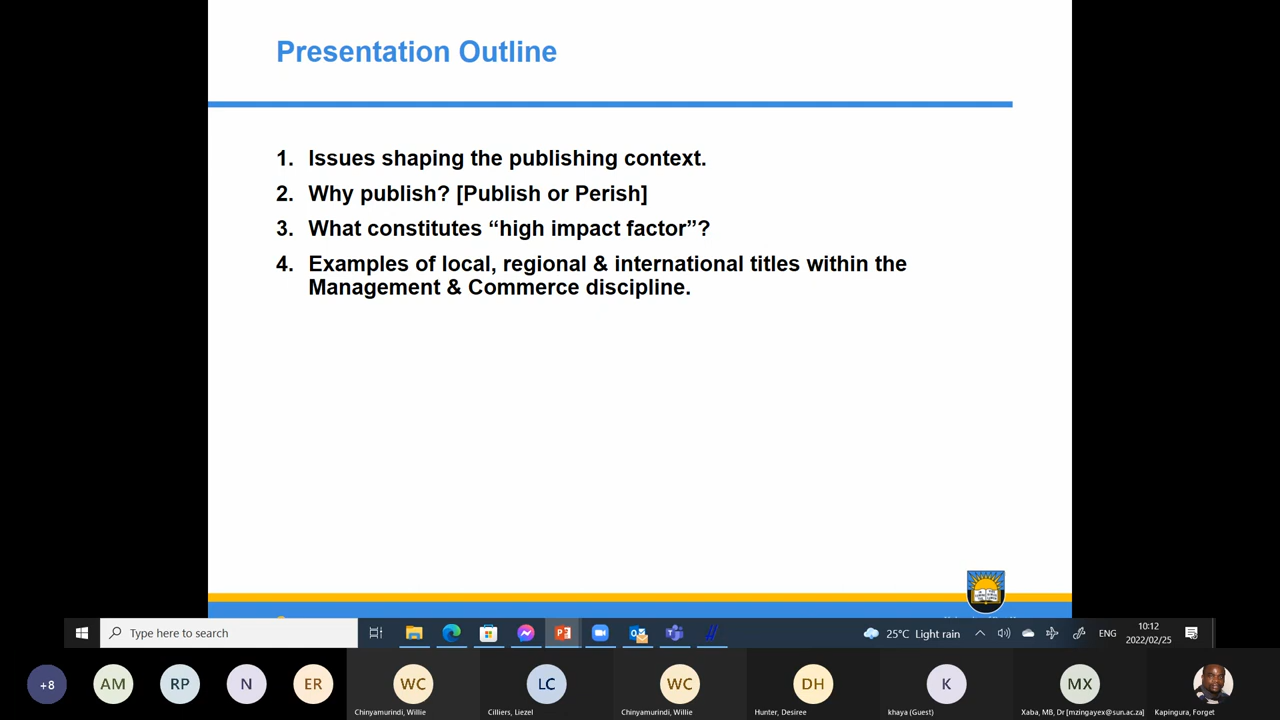 Presentation Outline
1. Issues shaping the publishing context.
2. Why publish? [Publish or Perish]
3. What constitutes “high impact factor”?
4. Examples of local, regional & international titles within the
Management & Commerce discipline.
Type here to search
25°C Light rain
ENG
10:12
2022/02/25
+8
AM
RP
N
ER
WC
LC
WC
DH
K
MX
Chinyamurindi, Willie
Cilliers, Liezel
Chinyamurindi, Willie
Hunter, Desiree
khaya (Guest)
Xaba, MB, Dr [mzingayex@sun.ac.za]
Kapingura, Forget